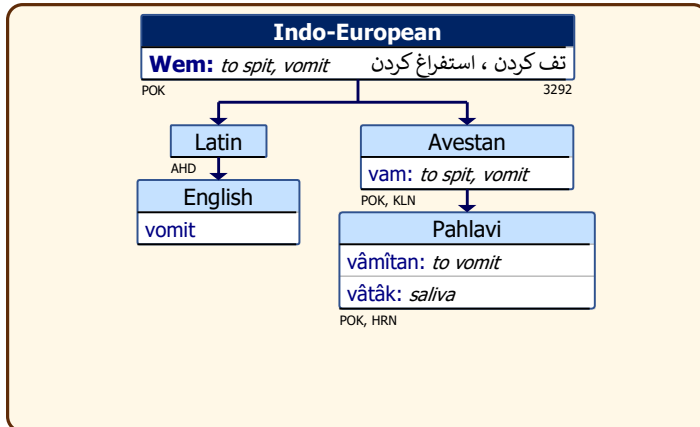 Indo-European
Wem: to spit, vomit تف کردن ، استفراغ کردن
POK 3292
Latin
AHD
English
vomit
Avestan
vam: to spit, vomit
POK, KLN
Pahlavi
vâmîtan: to vomit
vâtâk: saliva
POK, HRN